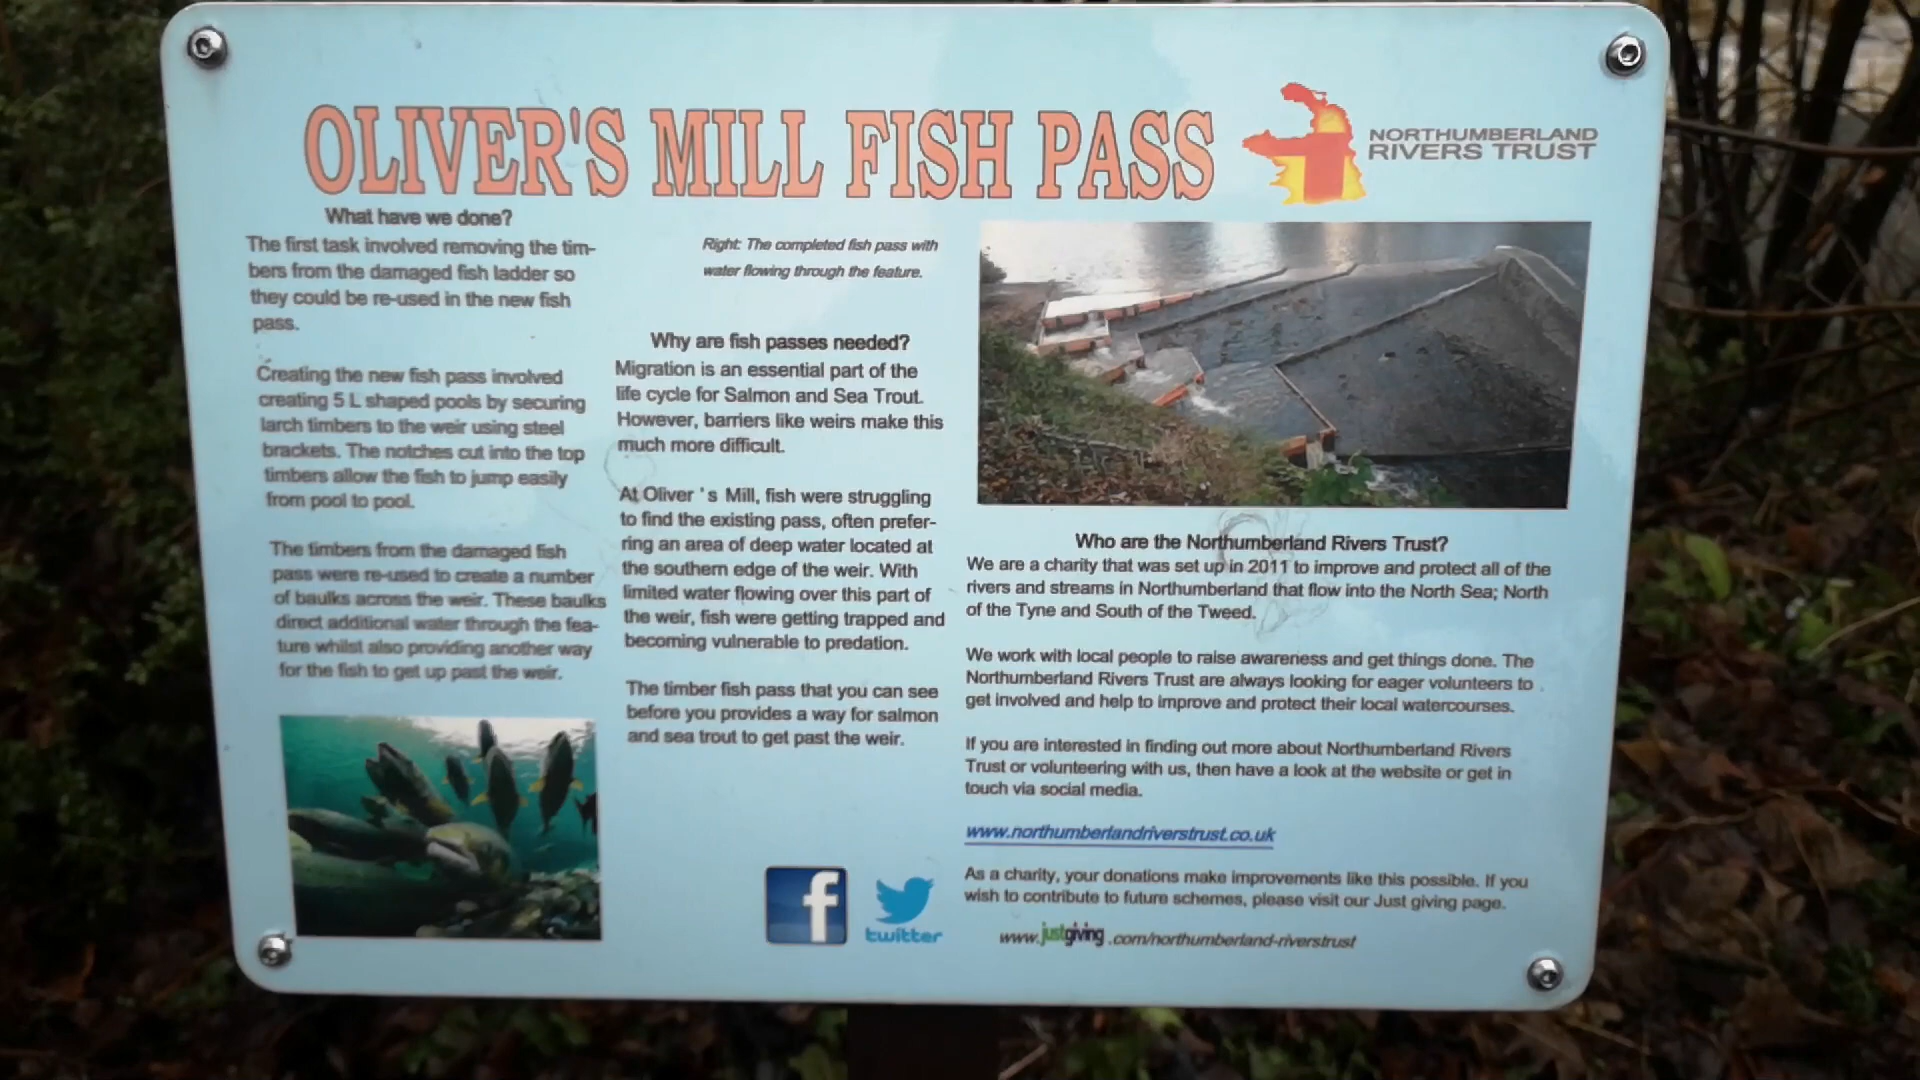 OLIVER'S MILL FISH PASS
NORTHUMBERLAND
RIVERS TRUST
What have we done?
The first task involved removing the tim-
bers from the damaged fish ladder so
they could be re-used in the new fish
pass.
Creating the new fish pass involved
creating 5 L shaped pools by securing
larch timbers to the weir using steel
brackets. The notches cut into the top
timbers allow the fish to jump easily
from pool to pool.
The timbers from the damaged fish
pass were re-used to create a number
of baulks across the weir. These baulks
direct additional water through the fea-
ture whilst also providing another way
for the fish to get up past the weir.
Right: The completed fish pass with
water flowing through the feature.
Why are fish passes needed?
Migration is an essential part of the
life cycle for Salmon and Sea Trout.
However, barriers like weirs make this
much more difficult.
At Oliver 's Mill, fish were struggling
to find the existing pass, often prefer-
ring an area of deep water located at
the southern edge of the weir. With
limited water flowing over this part of
the weir, fish were getting trapped and
becoming vulnerable to predation.
The timber fish pass that you can see
before you provides a way for salmon
and sea trout to get past the weir.
f
twitter
Who are the Northumberland Rivers Trust?
We are a charity that was set up in 2011 to improve and protect all of the
rivers and streams in Northumberland that flow into the North Sea; North
of the Tyne and South of the Tweed.
We work with local people to raise awareness and get things done. The
Northumberland Rivers Trust are always looking for eager volunteers to
get involved and help to improve and protect their local watercourses.
If you are interested in finding out more about Northumberland Rivers
Trust or volunteering with us, then have a look at the website or get in
touch via social media.
www.northumberlandriverstrust.co.uk
As a charity, your donations make improvements like this possible. If you
wish to contribute to future schemes, please visit our Just giving page.
www.justgiving.com/northumberland-riverstrust